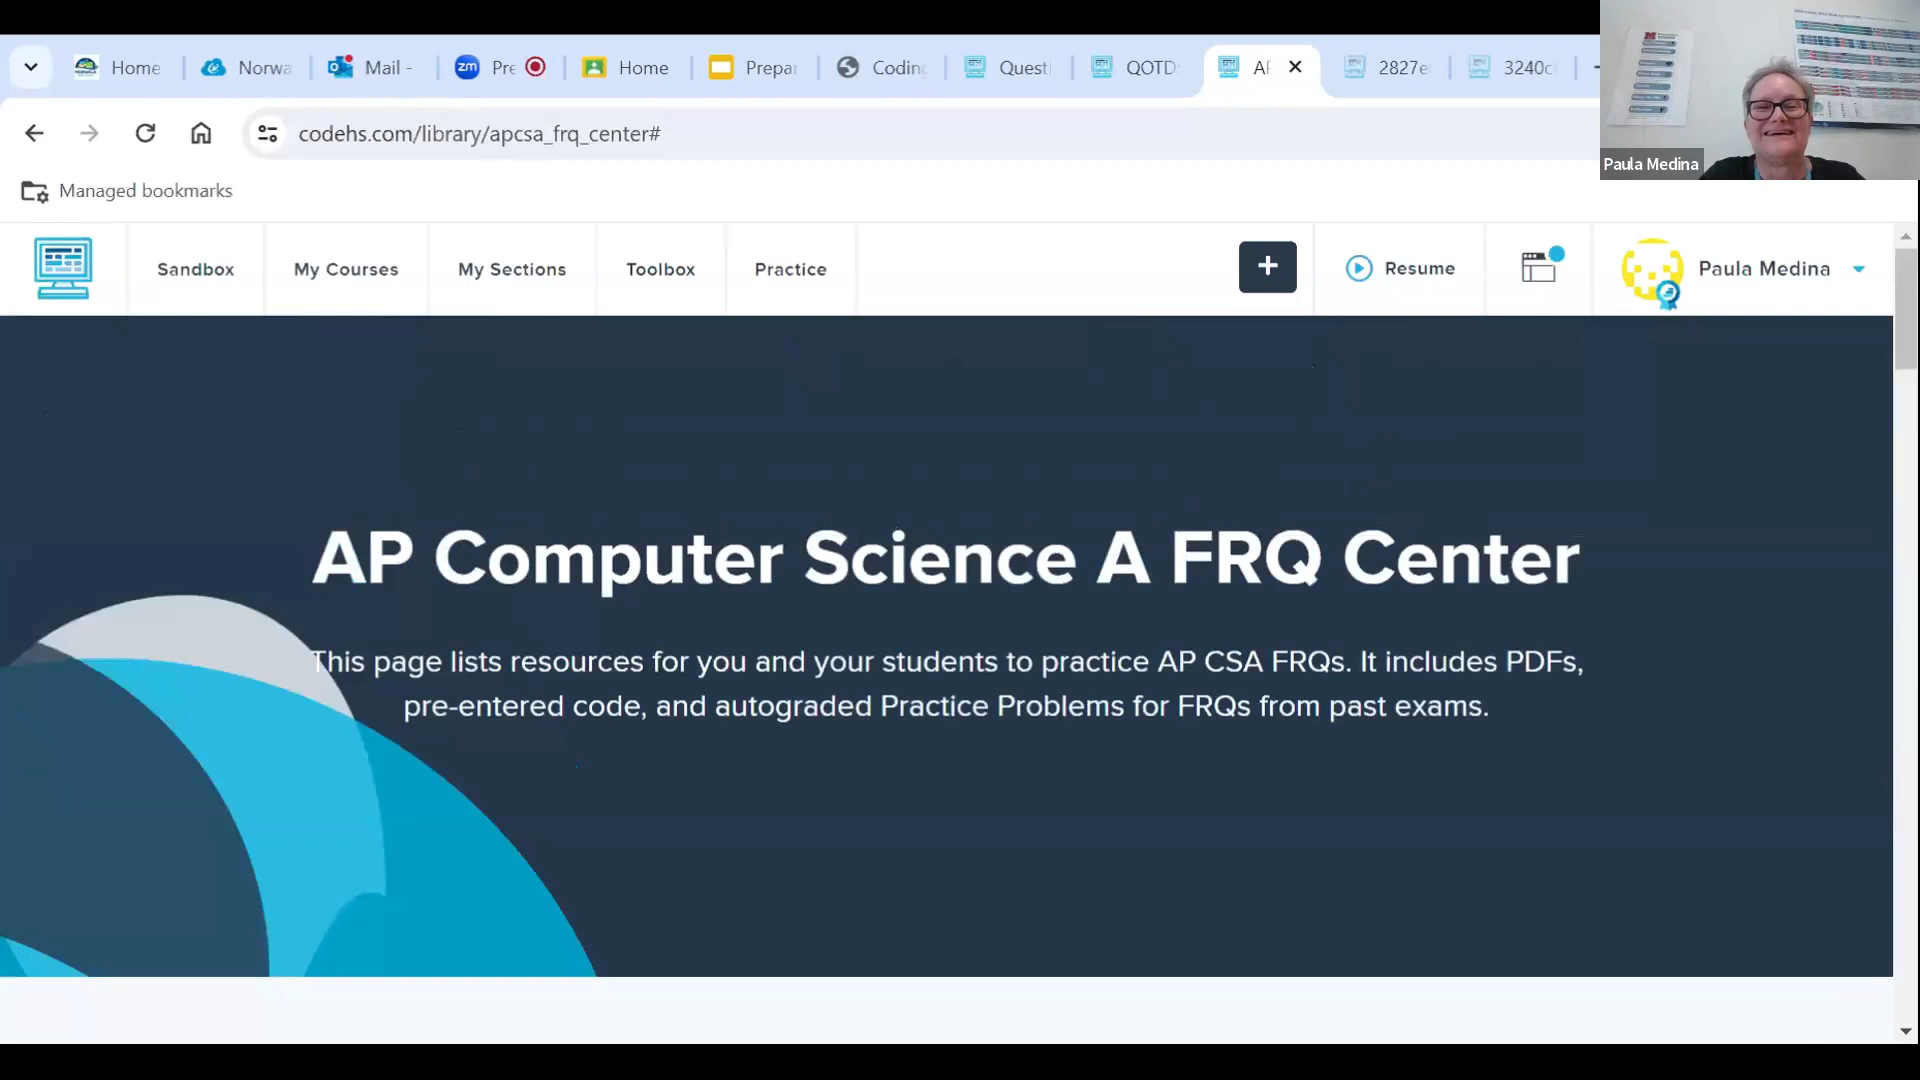 Home
Norwa
Mail -
zm
Pre
Home
Prepar
Coding
Questi
QOTD
AP
2827e
3240c
codehs.com/library/apcsa_frq_center#
Managed bookmarks
Paula Medina
Sandbox
My Courses
My Sections
Toolbox
Practice
Resume
Paula Medina
AP Computer Science A FRQ Center
This page lists resources for you and your students to practice AP CSA FRQs. It includes PDFs,
pre-entered code, and autograded Practice Problems for FRQs from past exams.